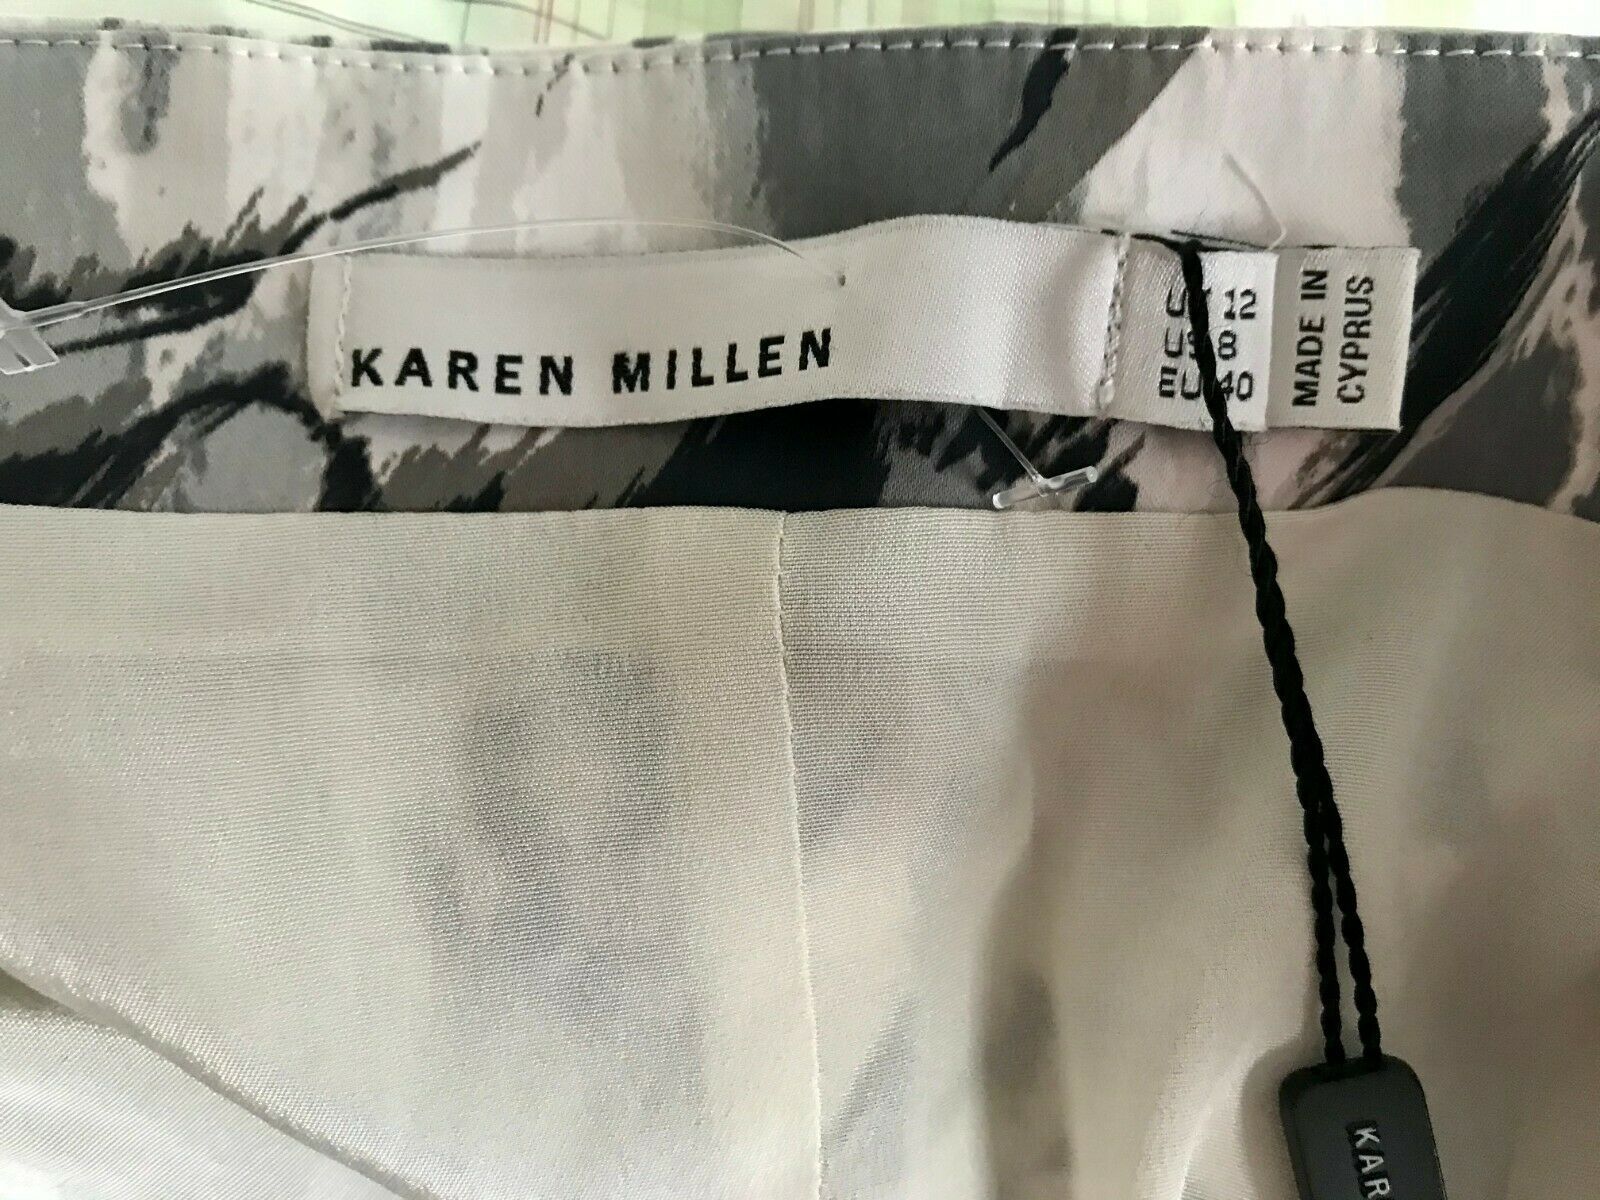 KAREN MILLEN
UK 12
US 8
EU 40
MADE IN
CYPRUS
KAR